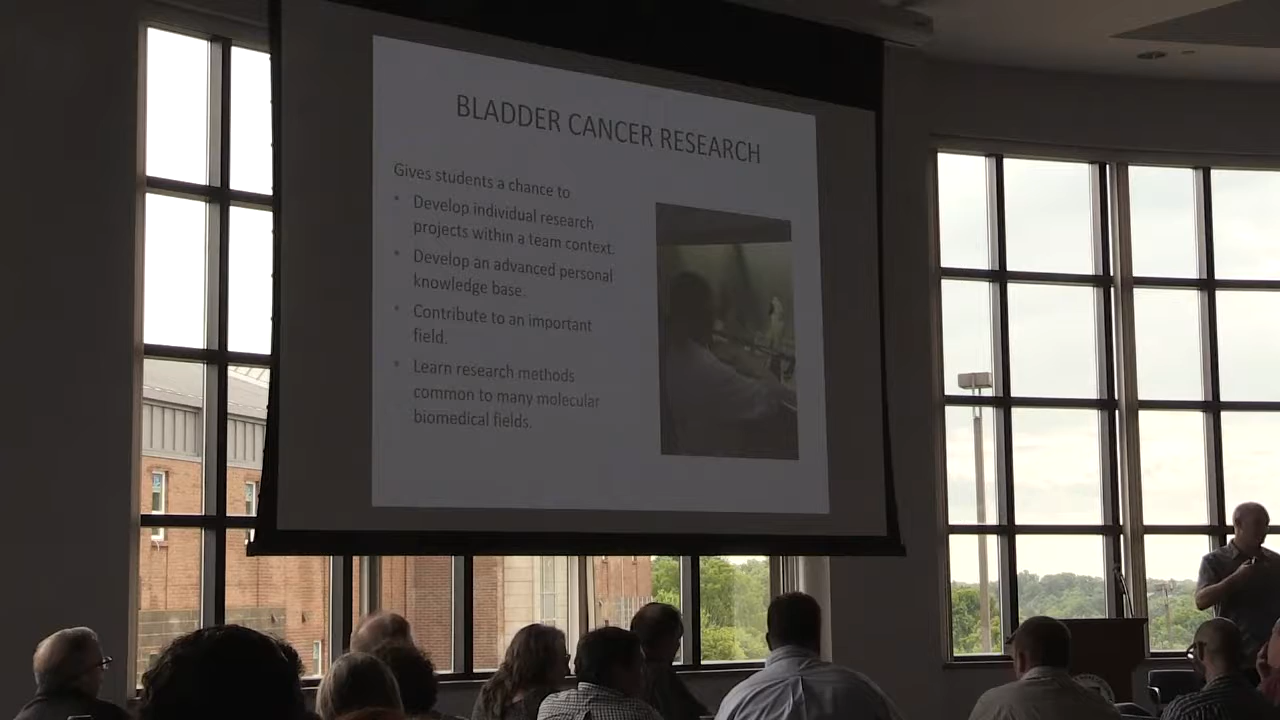 BLADDER CANCER RESEARCH
Gives students a chance to
• Develop individual research
projects within a team context.
• Develop an advanced personal
knowledge base.
• Contribute to an important
field.
• Learn research methods
common to many molecular
biomedical fields.